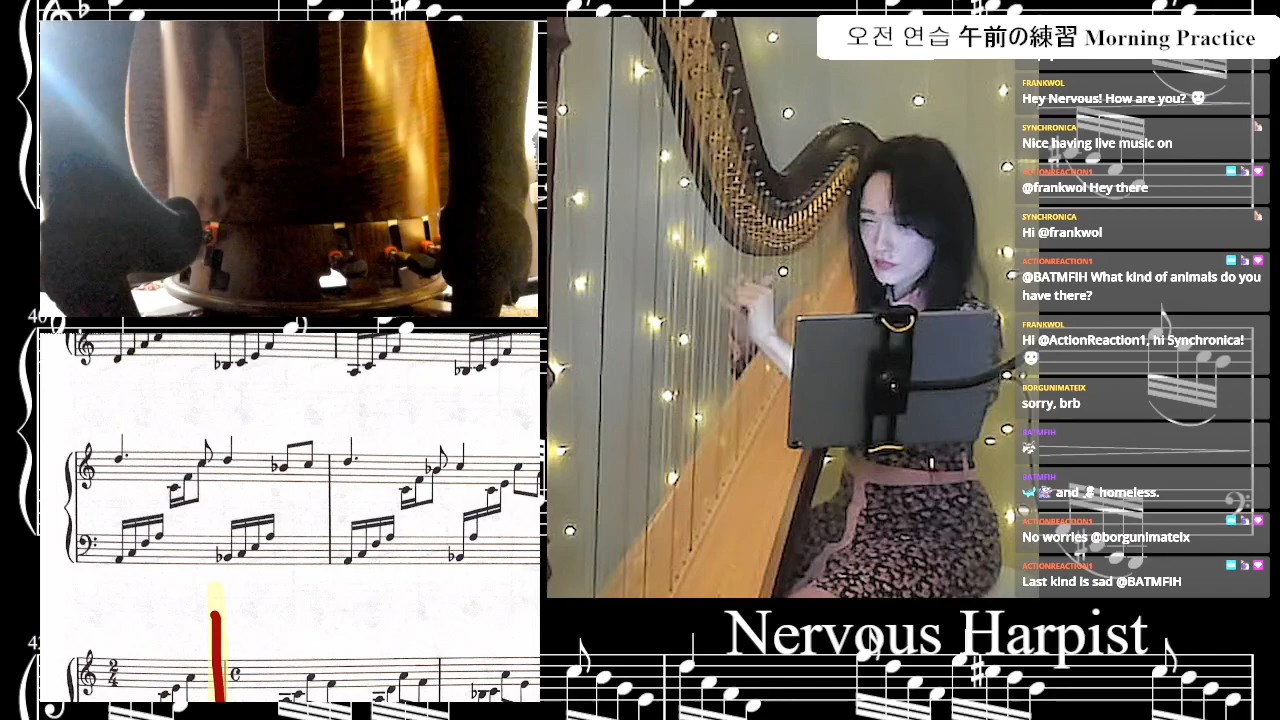 오전 연습 午前の練習 Morning Practice
FRANKWOL
Hey Nervous! How are you?
SYNCHRONICA
Nice having live music on
ACTIONREACTION1
@frankwol Hey there
SYNCHRONICA
Hi @frankwol
ACTIONREACTION1
@BATMFIH What kind of animals do you
have there?
FRANKWOL
Hi @ActionReaction1, hi Synchronica!
BORGUNIMATEIX
sorry, brb
BATMFIH
BATMFIH
and homeless.
ACTIONREACTION1
No worries @borgunimateix
ACTIONREACTION1
Last kind is sad @BATMFIH
Nervous Harpist